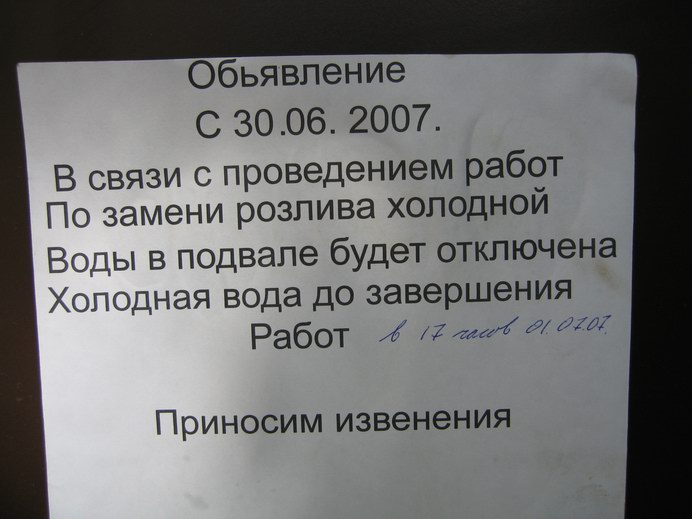 Обьявление
С 30.06. 2007.
В связи с проведением работ
По замени розлива холодной
Воды в подвале будет отключена
Холодная вода до завершения
Работ в 17 часов 01.07.07.
Приносим извенения